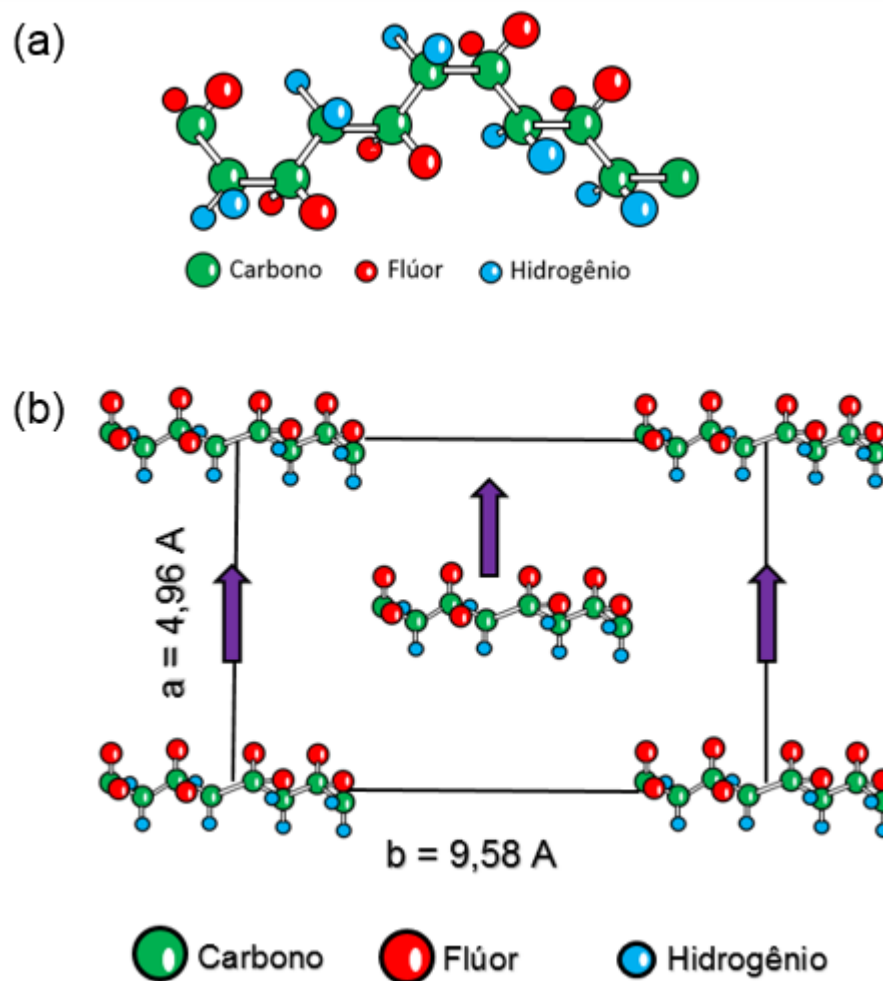 (a)
Carbono Flúor Hidrogênio
(b)
a = 4,96 A
b = 9,58 A
Carbono Flúor Hidrogênio